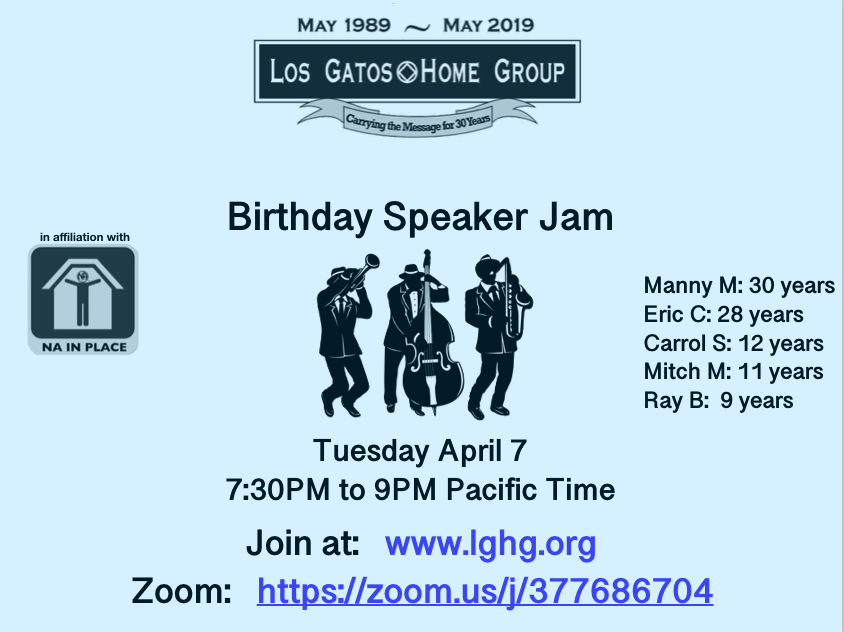 MAY 1989 ~ MAY 2019
LOS GATOS HOME GROUP
Carrying the Message for 30 Years
Birthday Speaker Jam
in affiliation with
NA IN PLACE
Manny M: 30 years
Eric C: 28 years
Carrol S: 12 years
Mitch M: 11 years
Ray B: 9 years
Tuesday April 7
7:30PM to 9PM Pacific Time
Join at: www.lghg.org
Zoom: https://zoom.us/j/377686704